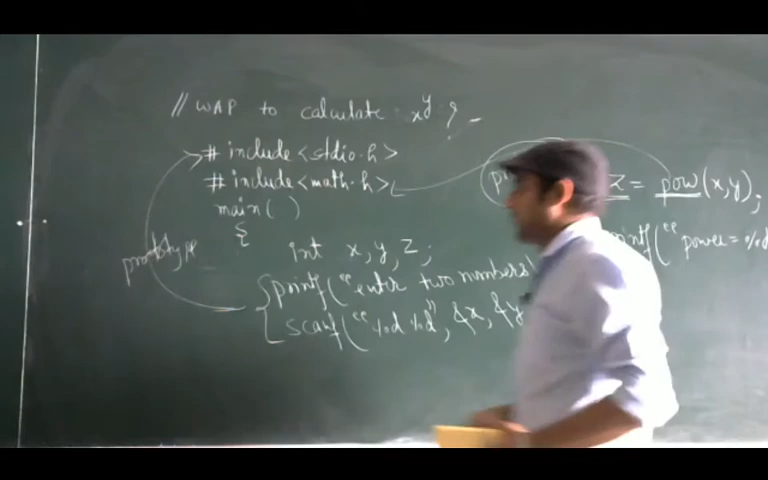 // WAP to calculate x^y ? -
# include <stdio.h>
# include <math.h>
main( )
{
int x, y, z;
printf("enter two numbers
scanf("%d %d", &x, &y
prototype
z = pow(x,y);
printf("power = %d